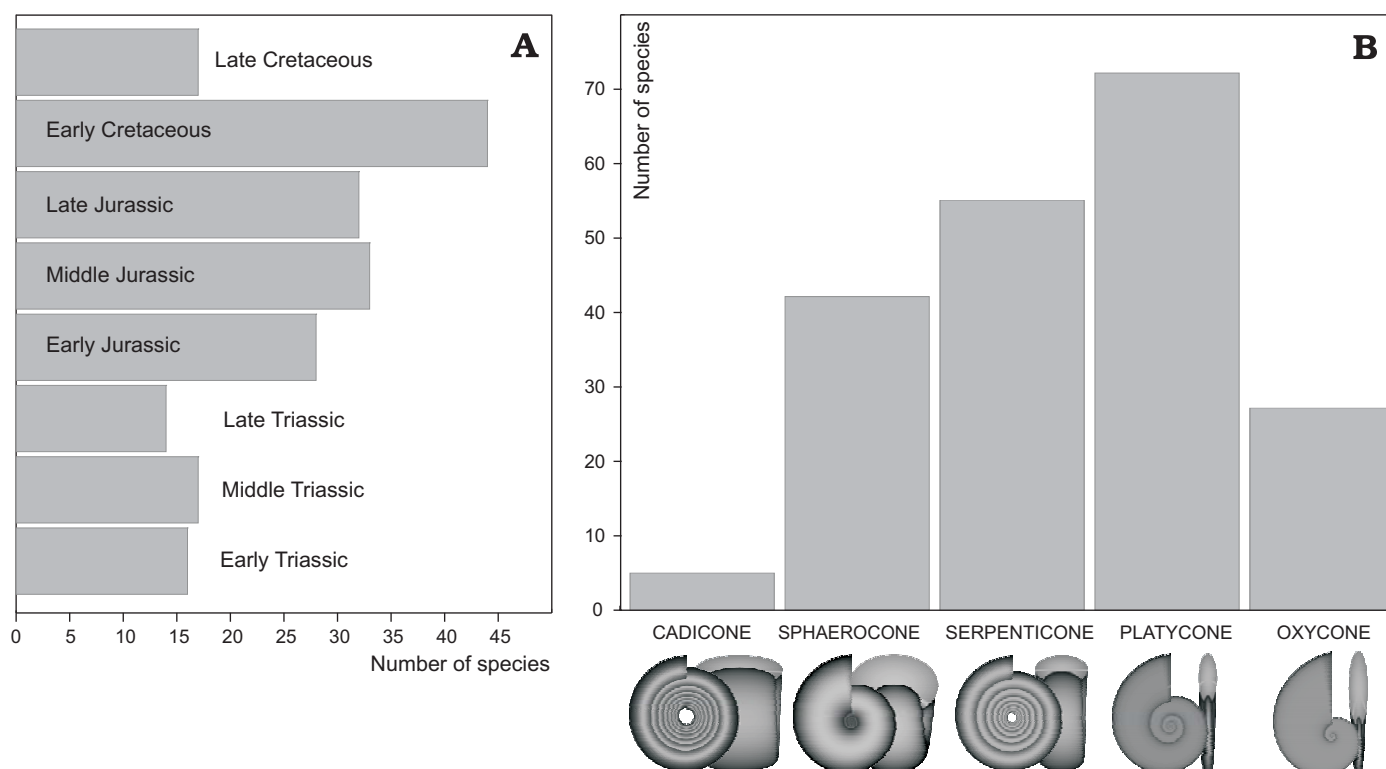 A
Late Cretaceous
Early Cretaceous
Late Jurassic
Middle Jurassic
Early Jurassic
Late Triassic
Middle Triassic
Early Triassic
0 5 10 15 20 25 30 35 40 45
Number of species
B
Number of species
70
60
50
40
30
20
10
0
CADICONE SPHAEROCONE SERPENTICONE PLATYCONE OXYCONE